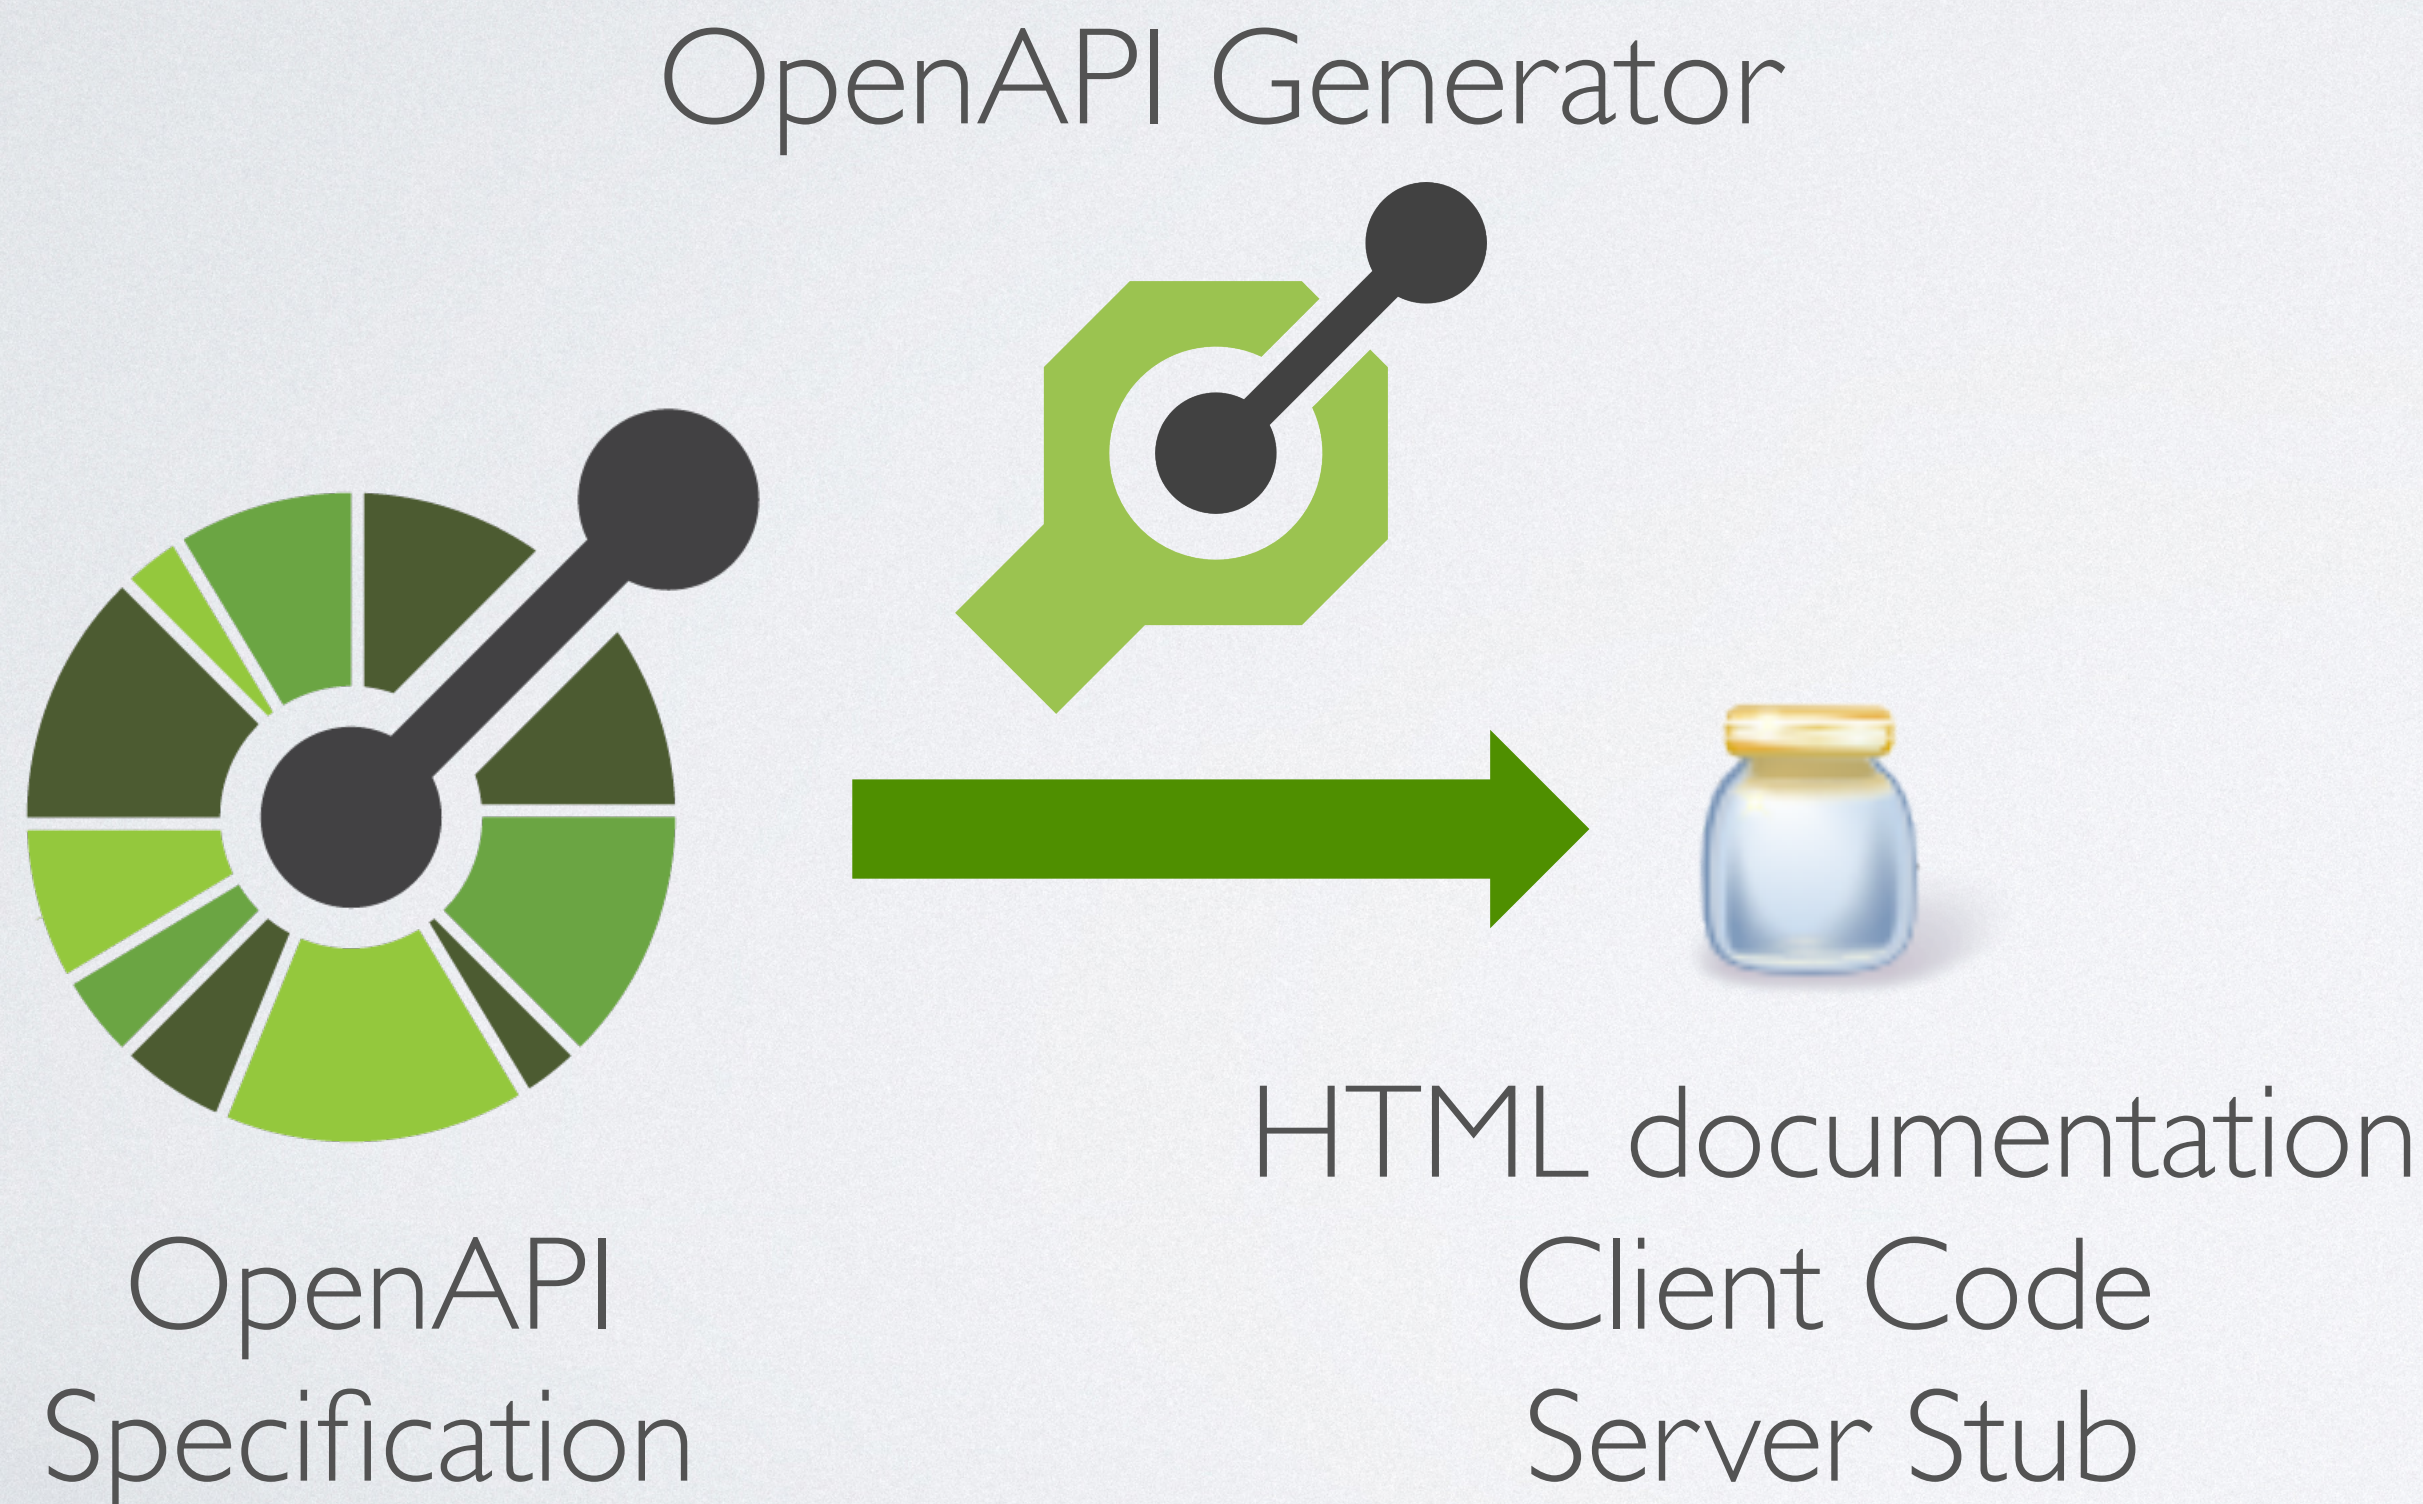 OpenAPI Generator
OpenAPI
Specification
HTML documentation
Client Code
Server Stub